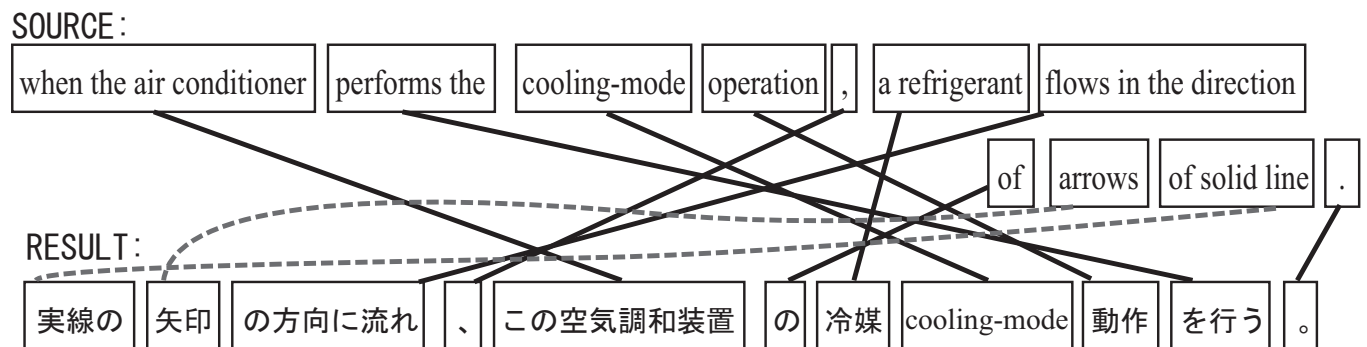 SOURCE:
when the air conditioner performs the cooling-mode operation , a refrigerant flows in the direction
of arrows of solid line .
RESULT:
実線の 矢印 の方向に流れ 、 この空気調和装置 の 冷媒 cooling-mode 動作 を行う 。